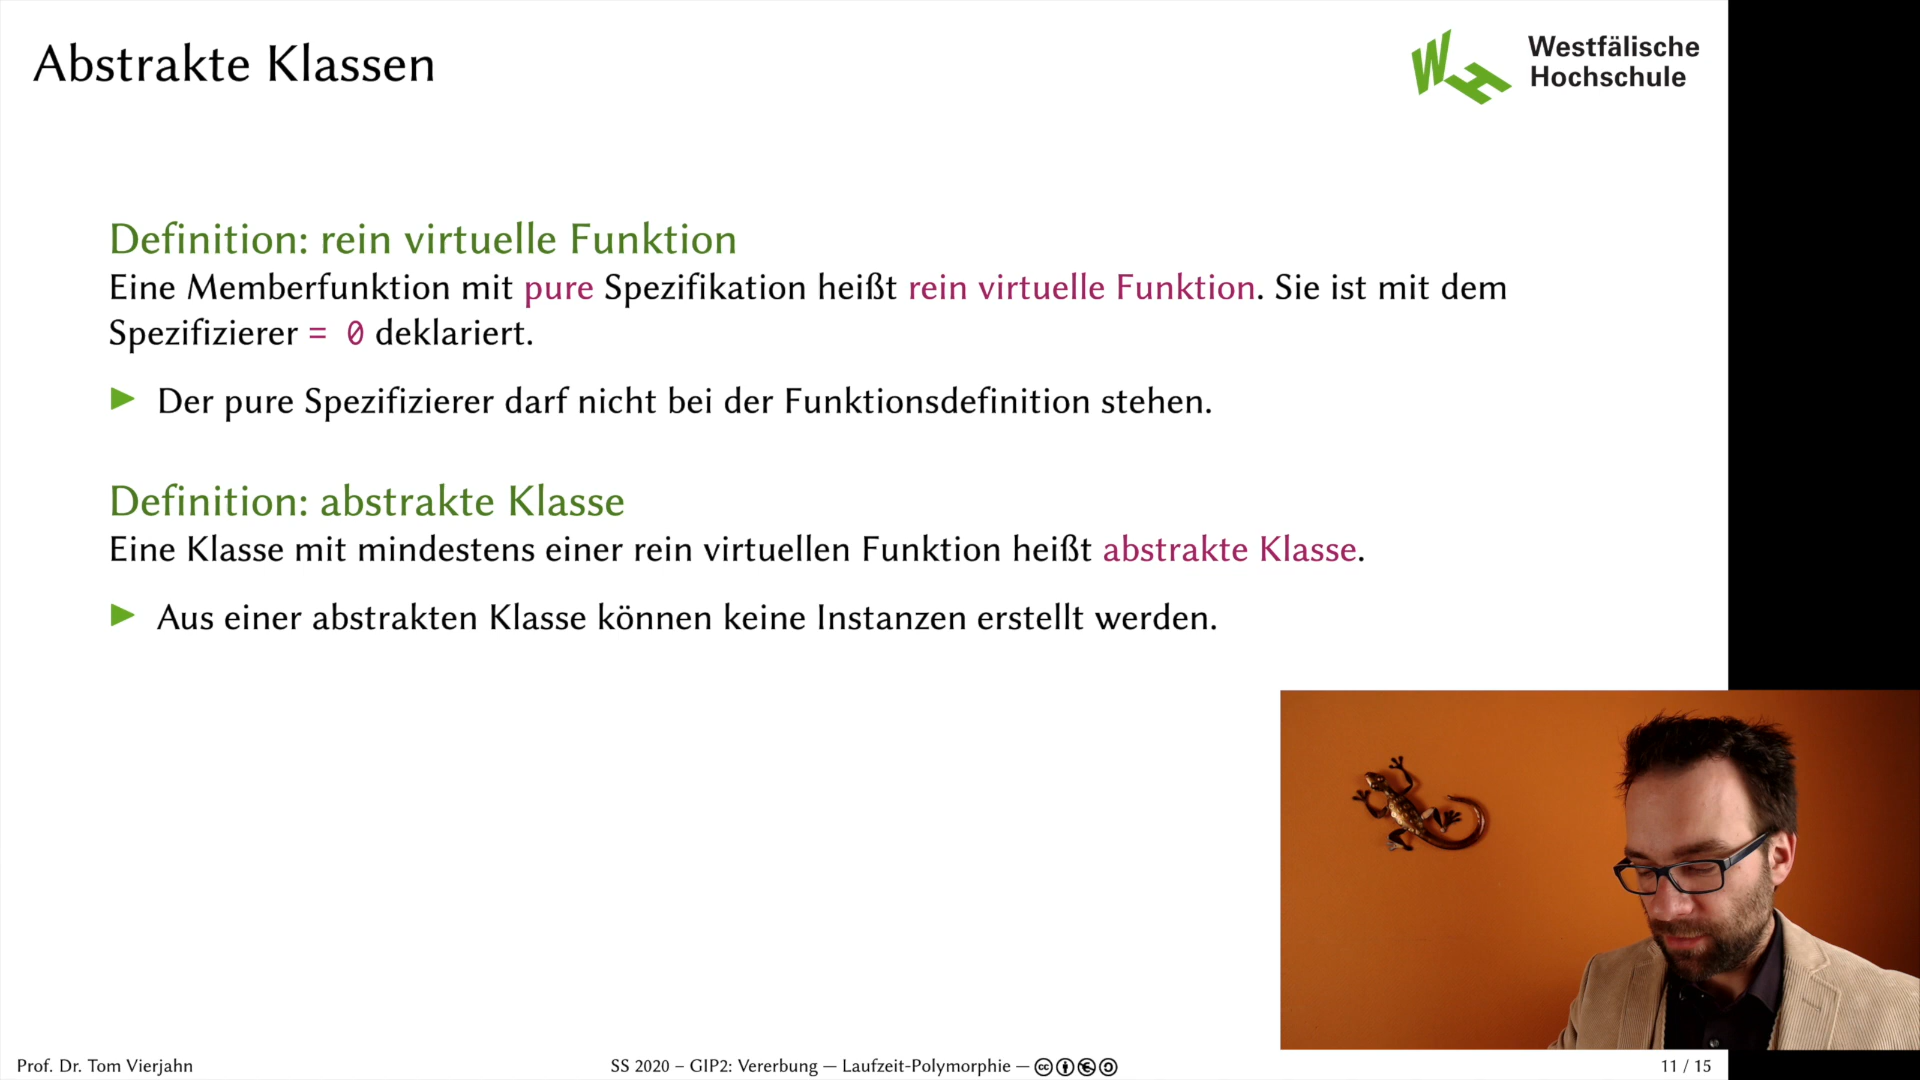 Abstrakte Klassen
Westfälische
Hochschule
Definition: rein virtuelle Funktion
Eine Memberfunktion mit pure Spezifikation heißt rein virtuelle Funktion. Sie ist mit dem
Spezifizierer = 0 deklariert.
Der pure Spezifizierer darf nicht bei der Funktionsdefinition stehen.
Definition: abstrakte Klasse
Eine Klasse mit mindestens einer rein virtuellen Funktion heißt abstrakte Klasse.
Aus einer abstrakten Klasse können keine Instanzen erstellt werden.
Prof. Dr. Tom Vierjahn
SS 2020 – GIP2: Vererbung — Laufzeit-Polymorphie —
11 / 15